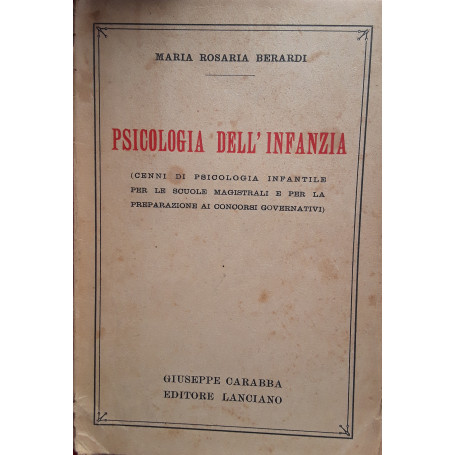 MARIA ROSARIA BERARDI
PSICOLOGIA DELL'INFANZIA
(CENNI DI PSICOLOGIA INFANTILE
PER LE SCUOLE MAGISTRALI E PER LA
PREPARAZIONE AI CONCORSI GOVERNATIVI)
GIUSEPPE CARABBA
EDITORE LANCIANO